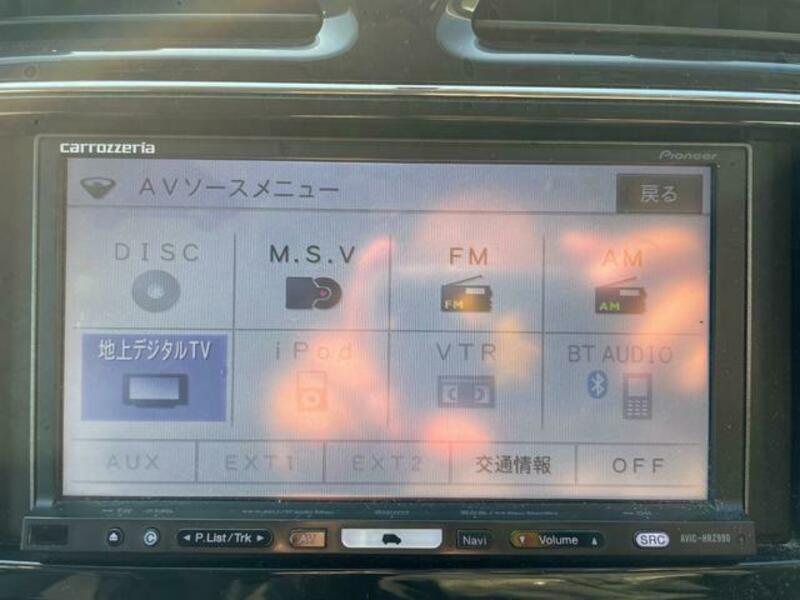 carrozzeria
Pioneer
AVソースメニュー
戻る
DISC M.S.V FM AM
FM AM
地上デジタルTV iPod VTR BT AUDIO
AUX EXT1 EXT2 交通情報 OFF
P.List/Trk AV Navi Volume SRC AVIC-HRZ990